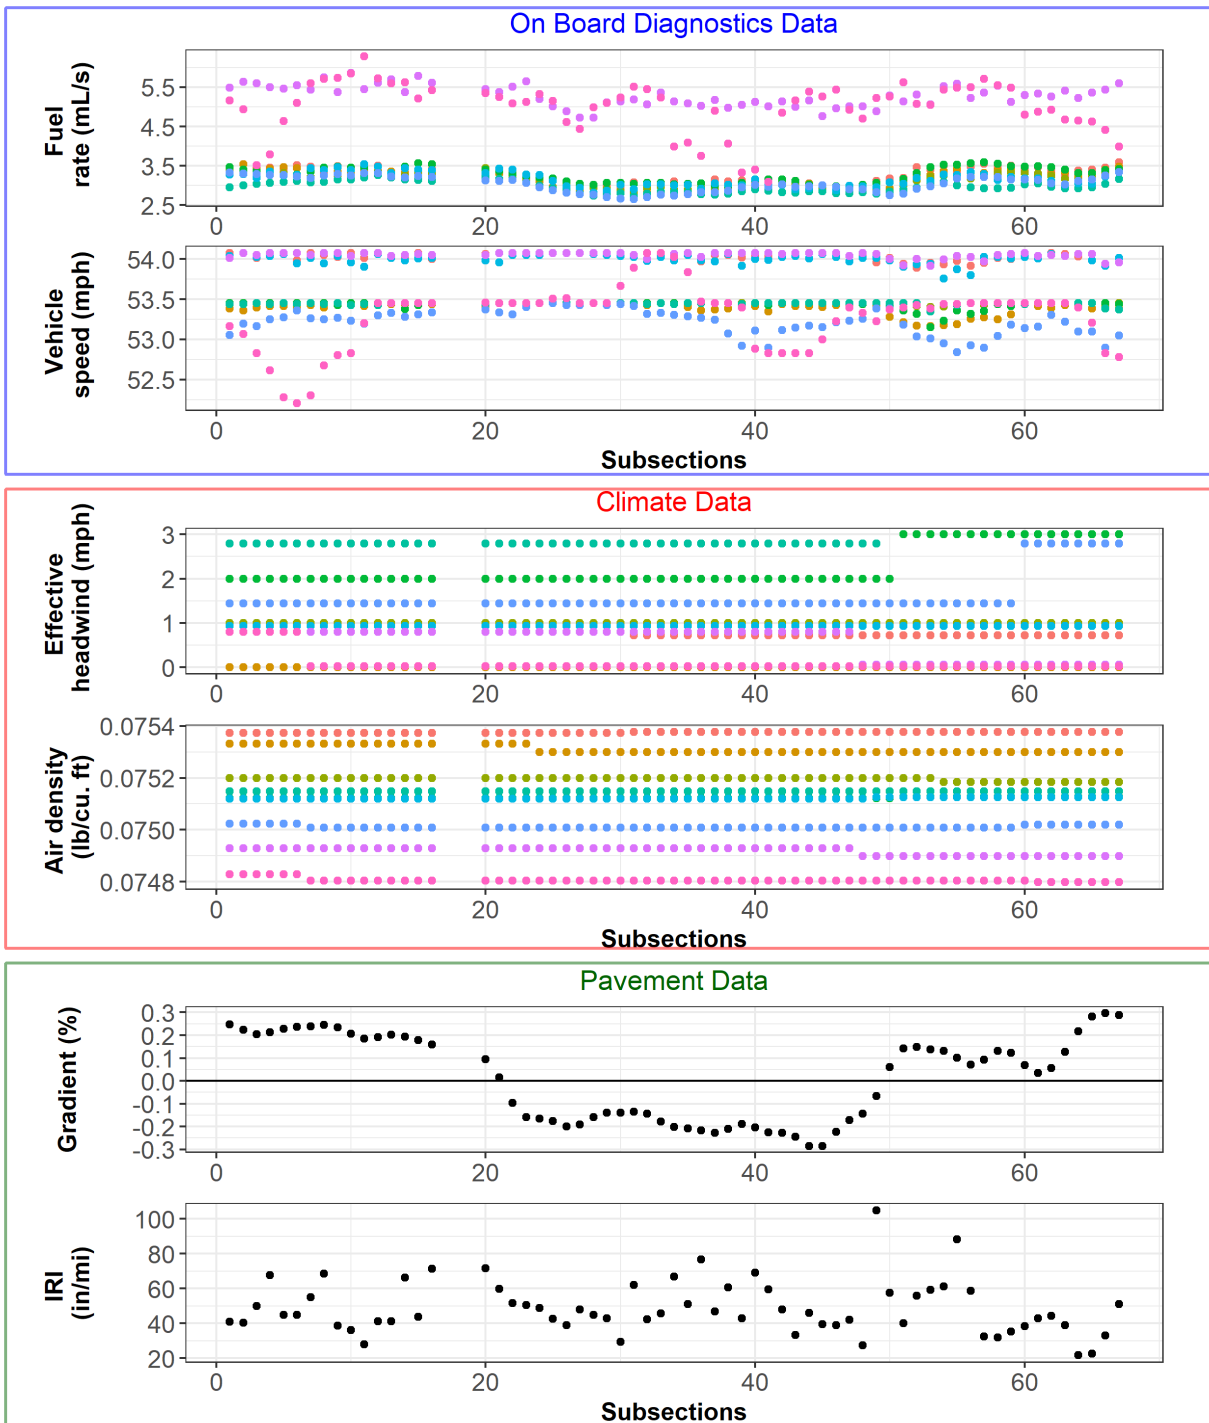 On Board Diagnostics Data
Fuel
rate (mL/s)
5.5
4.5
3.5
2.5
0 20 40 60
Vehicle
speed (mph)
54.0
53.5
53.0
52.5
0 20 40 60
Subsections
Climate Data
Effective
headwind (mph)
3
2
1
0
0 20 40 60
Air density
(lb/cu. ft)
0.0754
0.0752
0.0750
0.0748
0 20 40 60
Subsections
Pavement Data
Gradient (%)
0.3
0.2
0.1
0.0
-0.1
-0.2
-0.3
0 20 40 60
IRI
(in/mi)
100
80
60
40
20
0 20 40 60
Subsections